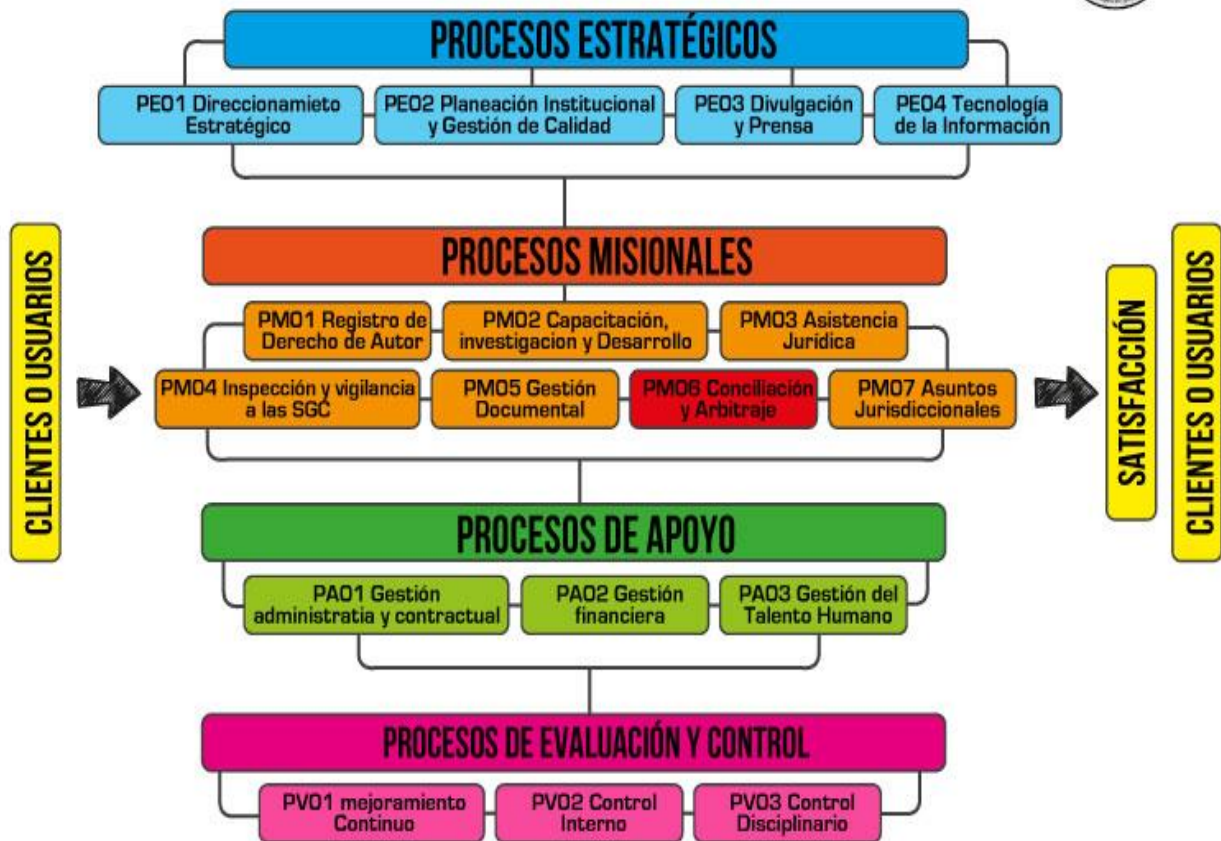 PROCESOS ESTRATÉGICOS
PE01 Direccionamieto
Estratégico
PE02 Planeación Institucional
y Gestión de Calidad
PE03 Divulgación
y Prensa
PE04 Tecnología
de la Información
CLIENTES O USUARIOS
PROCESOS MISIONALES
PM01 Registro de
Derecho de Autor
PM02 Capacitación,
investigacion y Desarrollo
PM03 Asistencia
Jurídica
PM04 Inspección y vigilancia
a las SGC
PM05 Gestión
Documental
PM06 Conciliación
y Arbitraje
PM07 Asuntos
Jurisdiccionales
SATISFACCIÓN
CLIENTES O USUARIOS
PROCESOS DE APOYO
PA01 Gestión
administratia y contractual
PA02 Gestión
financiera
PA03 Gestión del
Talento Humano
PROCESOS DE EVALUACIÓN Y CONTROL
PV01 mejoramiento
Continuo
PV02 Control
Interno
PV03 Control
Disciplinario